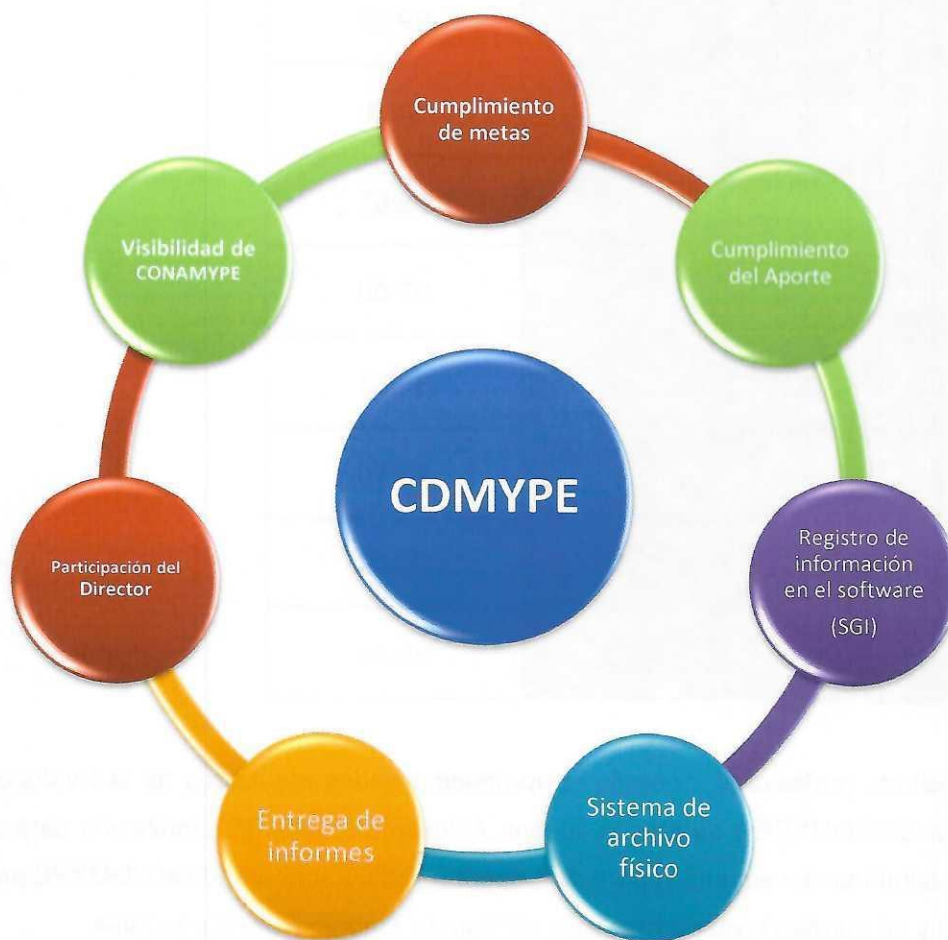 Cumplimiento
de metas
Visibilidad de
CONAMYPE
Cumplimiento
del Aporte
CDMYPE
Registro de
información
en el software
(SGI)
Participación del
Director
Entrega de
informes
Sistema de
archivo
físico